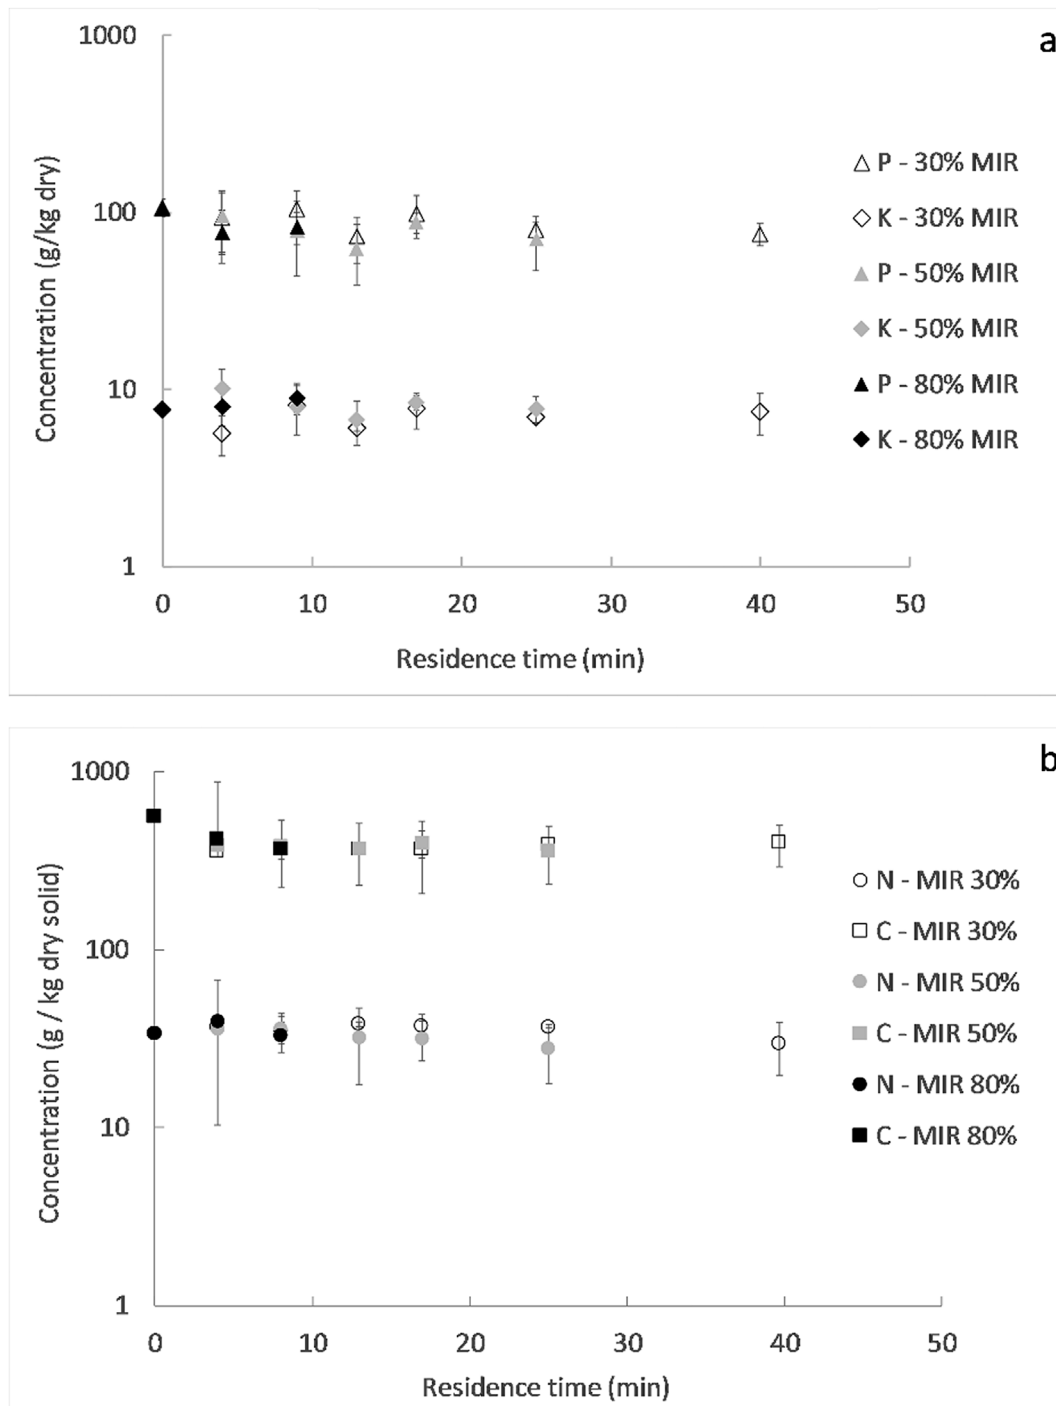 a
1000
100
10
1
Concentration (g/kg dry)
0 10 20 30 40 50
Residence time (min)
P - 30% MIR
K - 30% MIR
P - 50% MIR
K - 50% MIR
P - 80% MIR
K - 80% MIR
b
1000
100
10
1
Concentration (g / kg dry solid)
0 10 20 30 40 50
Residence time (min)
N - MIR 30%
C - MIR 30%
N - MIR 50%
C - MIR 50%
N - MIR 80%
C - MIR 80%